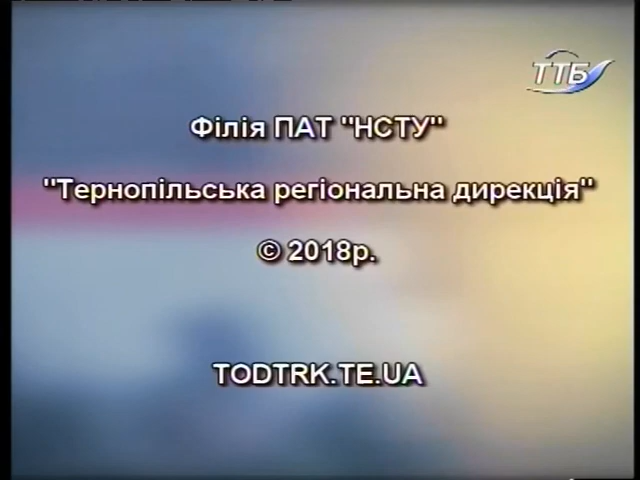 ТТБ
Філія ПАТ "НСТУ"
"Тернопільська регіональна дирекція"
© 2018р.
TODTRK.TE.UA